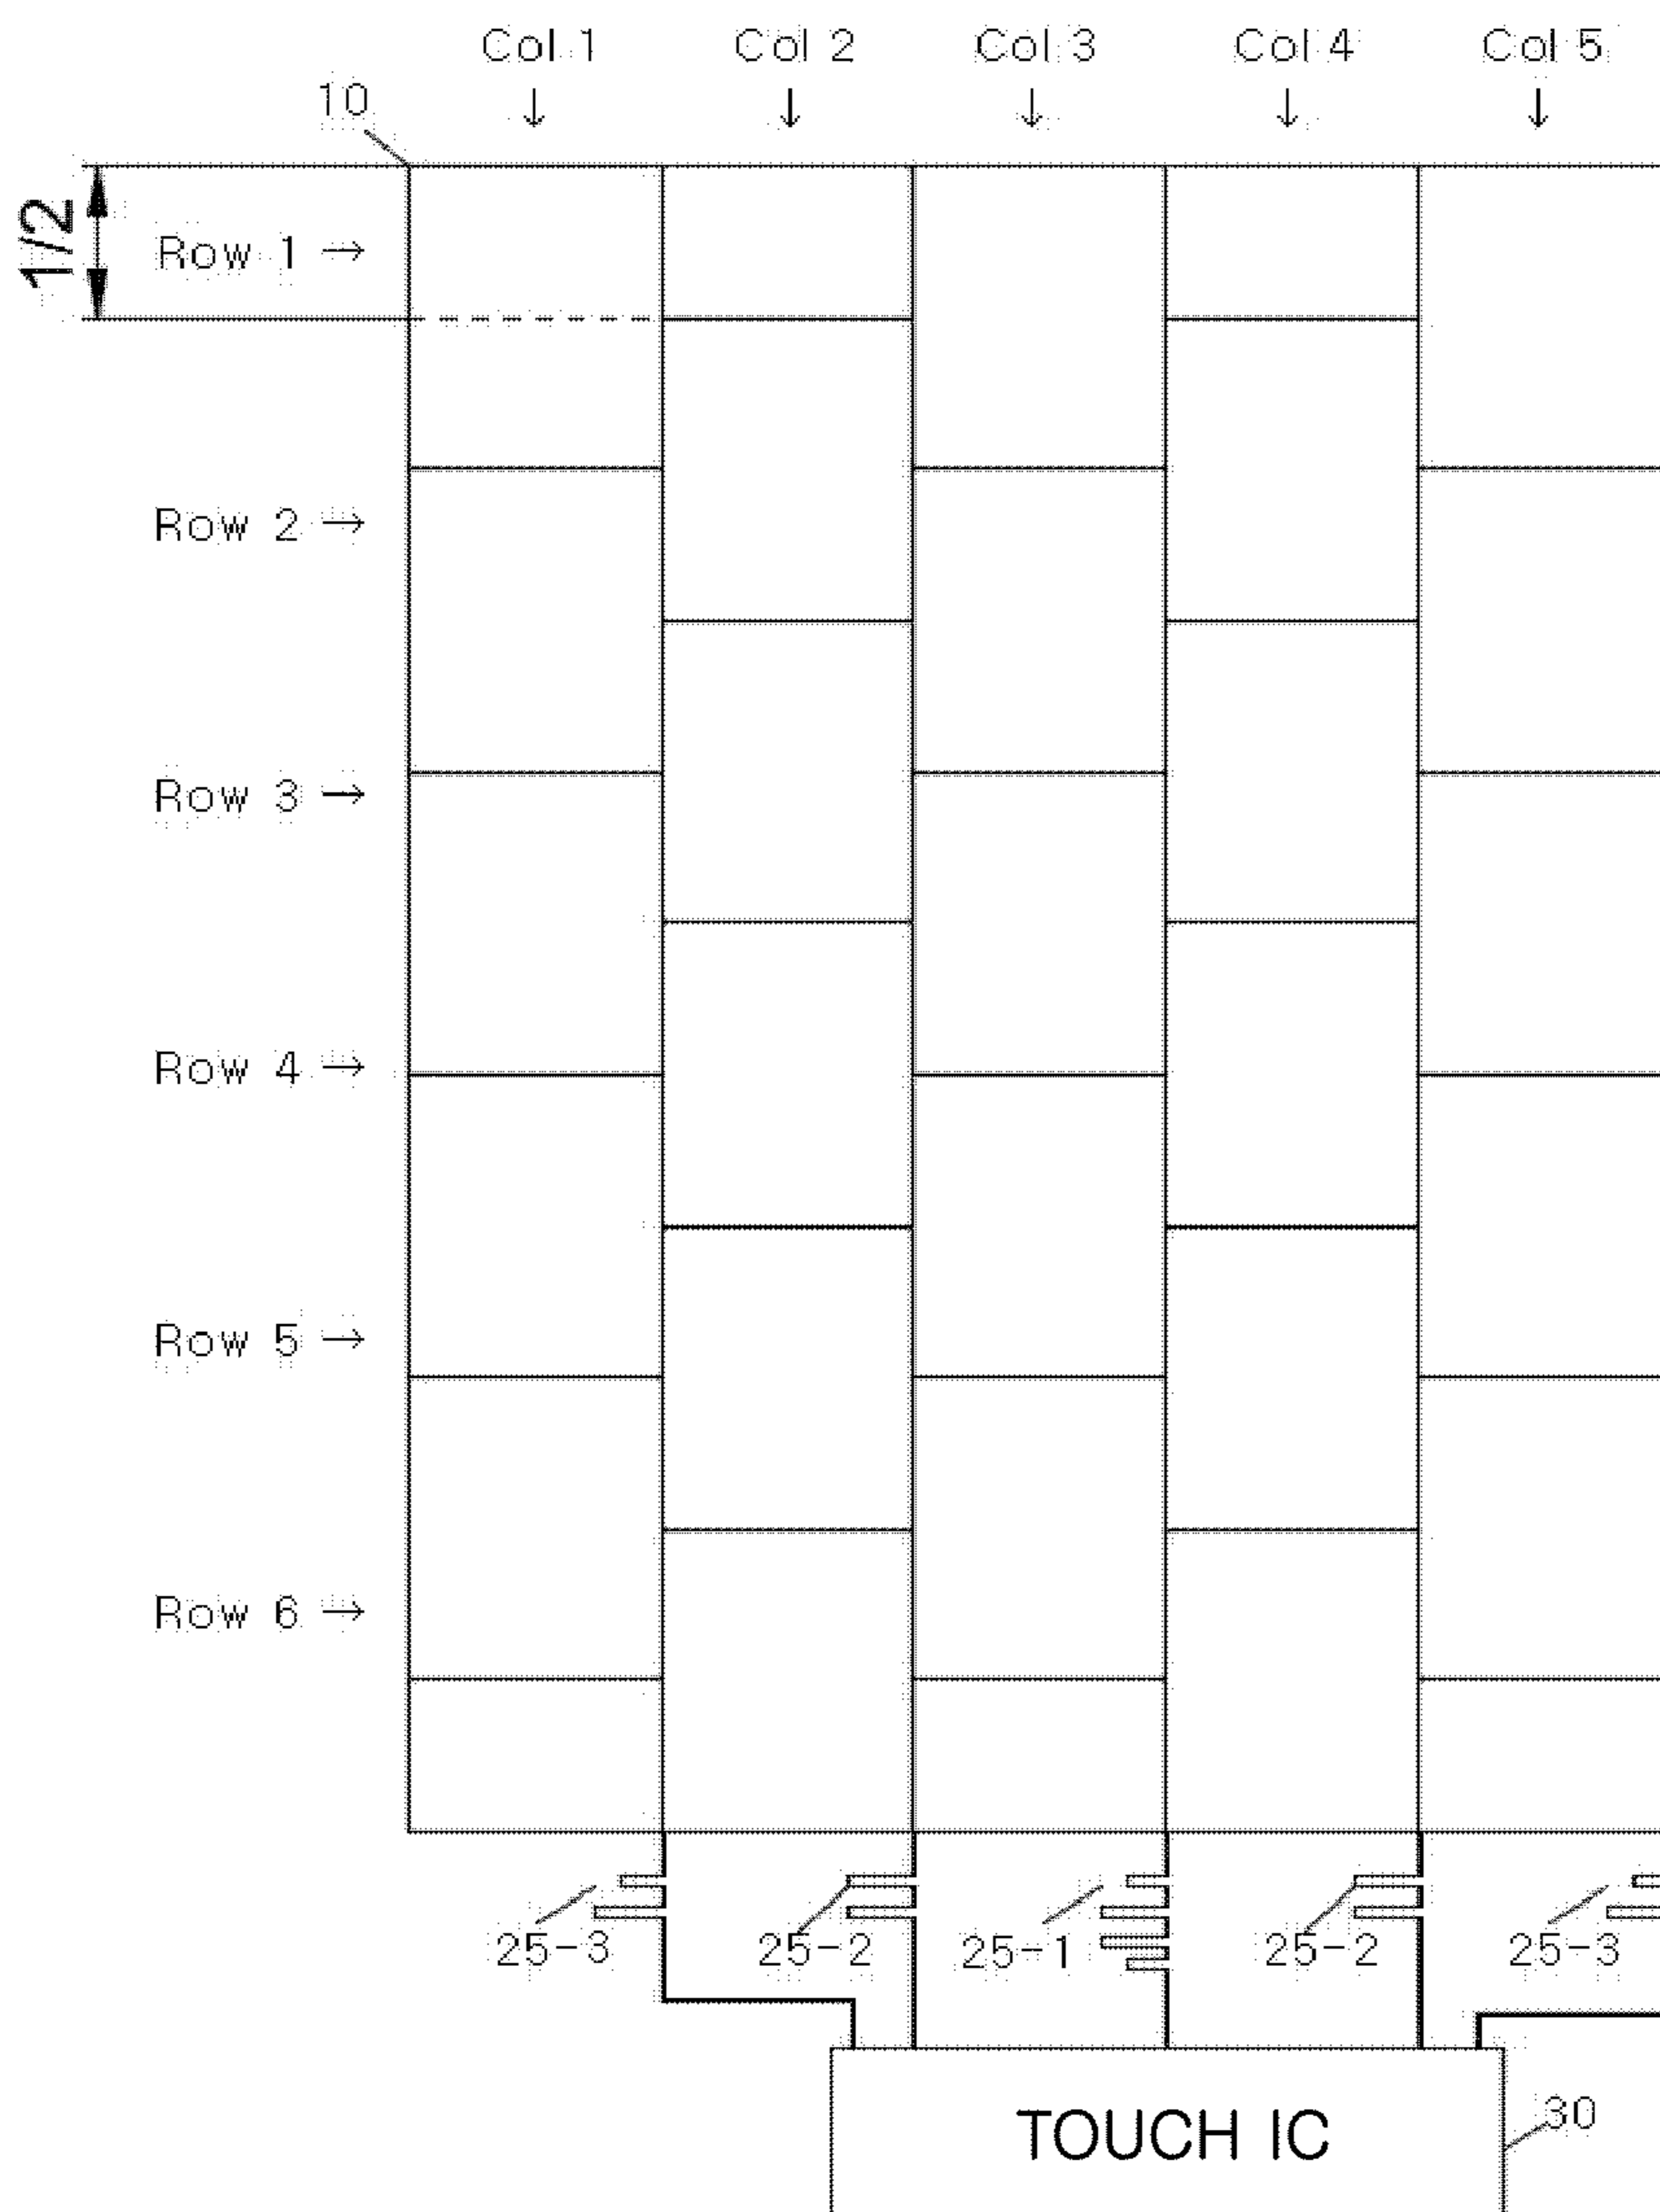 Col 1 Col 2 Col 3 Col 4 Col 5
10
1/2
Row 1 →
Row 2 →
Row 3 →
Row 4 →
Row 5 →
Row 6 →
25-3 25-2 25-1 25-2 25-3
TOUCH IC
30